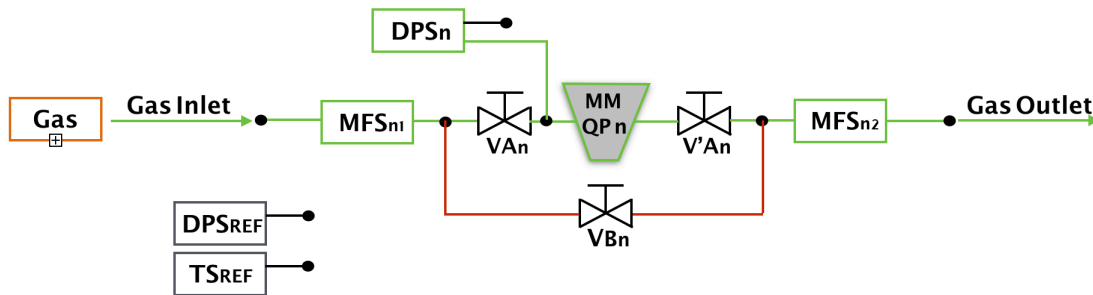 DPSn
Gas
Gas Inlet
MFSn1
VAn
MM
QP n
V'An
MFSn2
Gas Outlet
VBn
DPSREF
TSREF